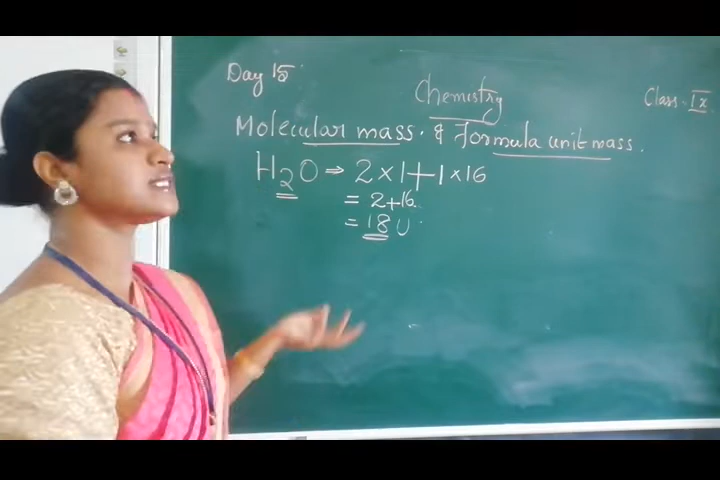 Day 15
Chemistry
Class - IX
Molecular mass. & Formula unit mass.
H₂O ⇒ 2 × 1 + 1 × 16
= 2 + 16
= 18 U